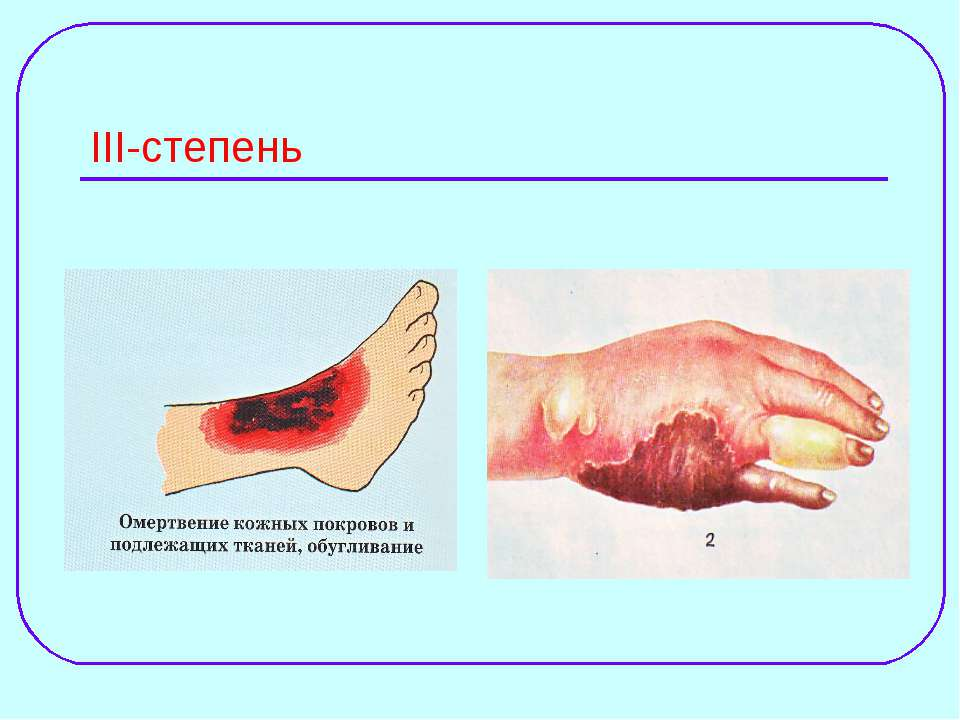 III-степень
Омертвение кожных покровов и
подлежащих тканей, обугливание
2